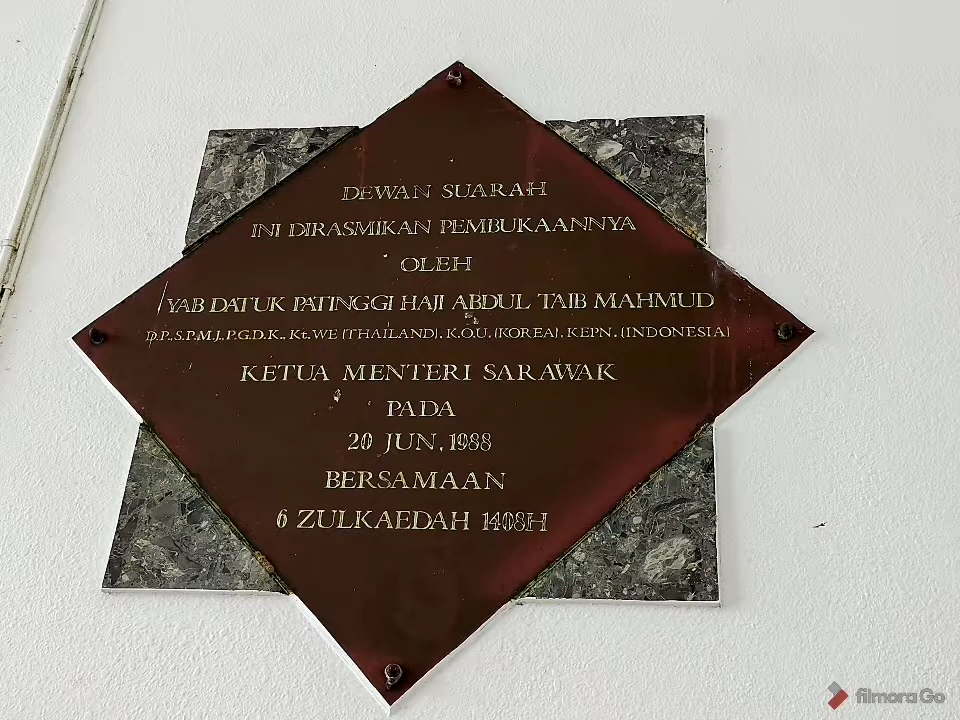 DEWAN SUARAH
INI DIRASMIKAN PEMBUKAANNYA
OLEH
YAB DATUK PATINGGI HAJI ABDUL TAIB MAHMUD
D.P., S.P.M.J., P.G.D.K., Kt. WE (THAILAND), K.O.U. (KOREA), KEPN. (INDONESIA)
KETUA MENTERI SARAWAK
PADA
20 JUN, 1988
BERSAMAAN
6 ZULKAEDAH 1408H
filmoraGo